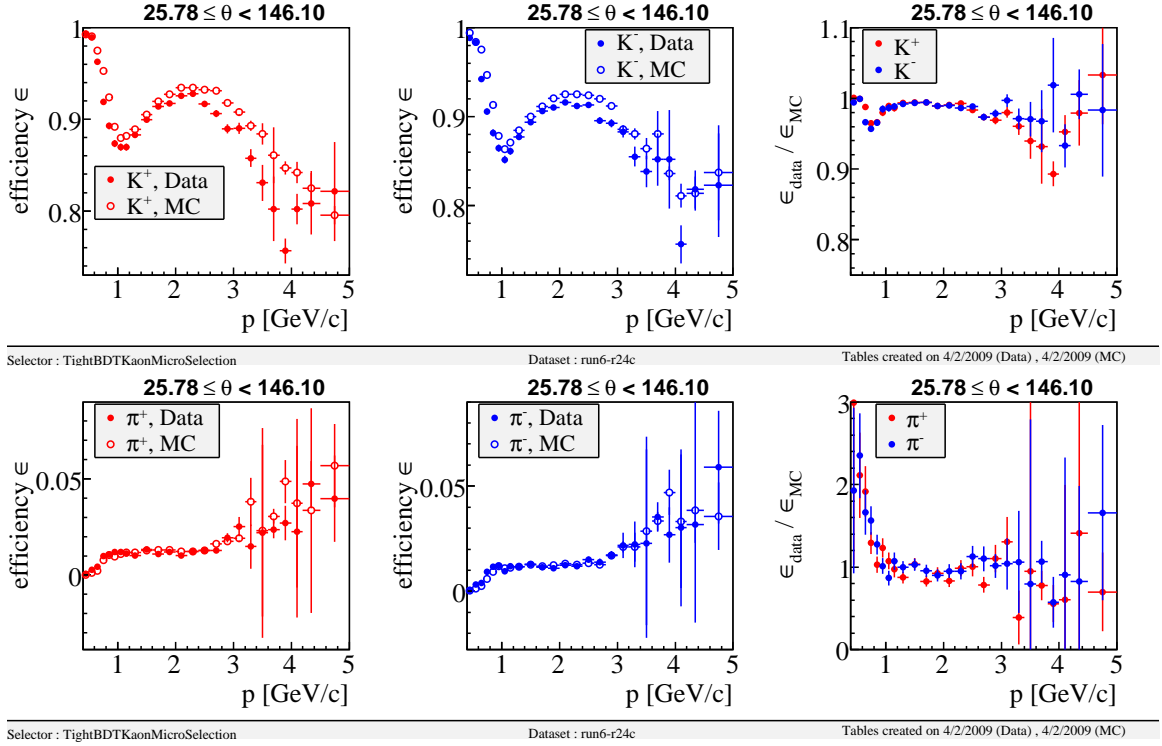 25.78 ≤ θ < 146.10
efficiency ∈
1
0.9
0.8
K⁺, Data
K⁺, MC
1 2 3 4 5
p [GeV/c]
25.78 ≤ θ < 146.10
efficiency ∈
1
0.9
0.8
K⁻, Data
K⁻, MC
1 2 3 4 5
p [GeV/c]
25.78 ≤ θ < 146.10
∈data / ∈MC
1.1
1
0.9
0.8
K⁺
K⁻
1 2 3 4 5
p [GeV/c]
Selector : TightBDTKaonMicroSelection Dataset : run6-r24c Tables created on 4/2/2009 (Data) , 4/2/2009 (MC)
25.78 ≤ θ < 146.10
efficiency ∈
0.05
0
π⁺, Data
π⁺, MC
1 2 3 4 5
p [GeV/c]
25.78 ≤ θ < 146.10
efficiency ∈
0.05
0
π⁻, Data
π⁻, MC
1 2 3 4 5
p [GeV/c]
25.78 ≤ θ < 146.10
∈data / ∈MC
3
2
1
0
π⁺
π⁻
1 2 3 4 5
p [GeV/c]
Selector : TightBDTKaonMicroSelection Dataset : run6-r24c Tables created on 4/2/2009 (Data) , 4/2/2009 (MC)